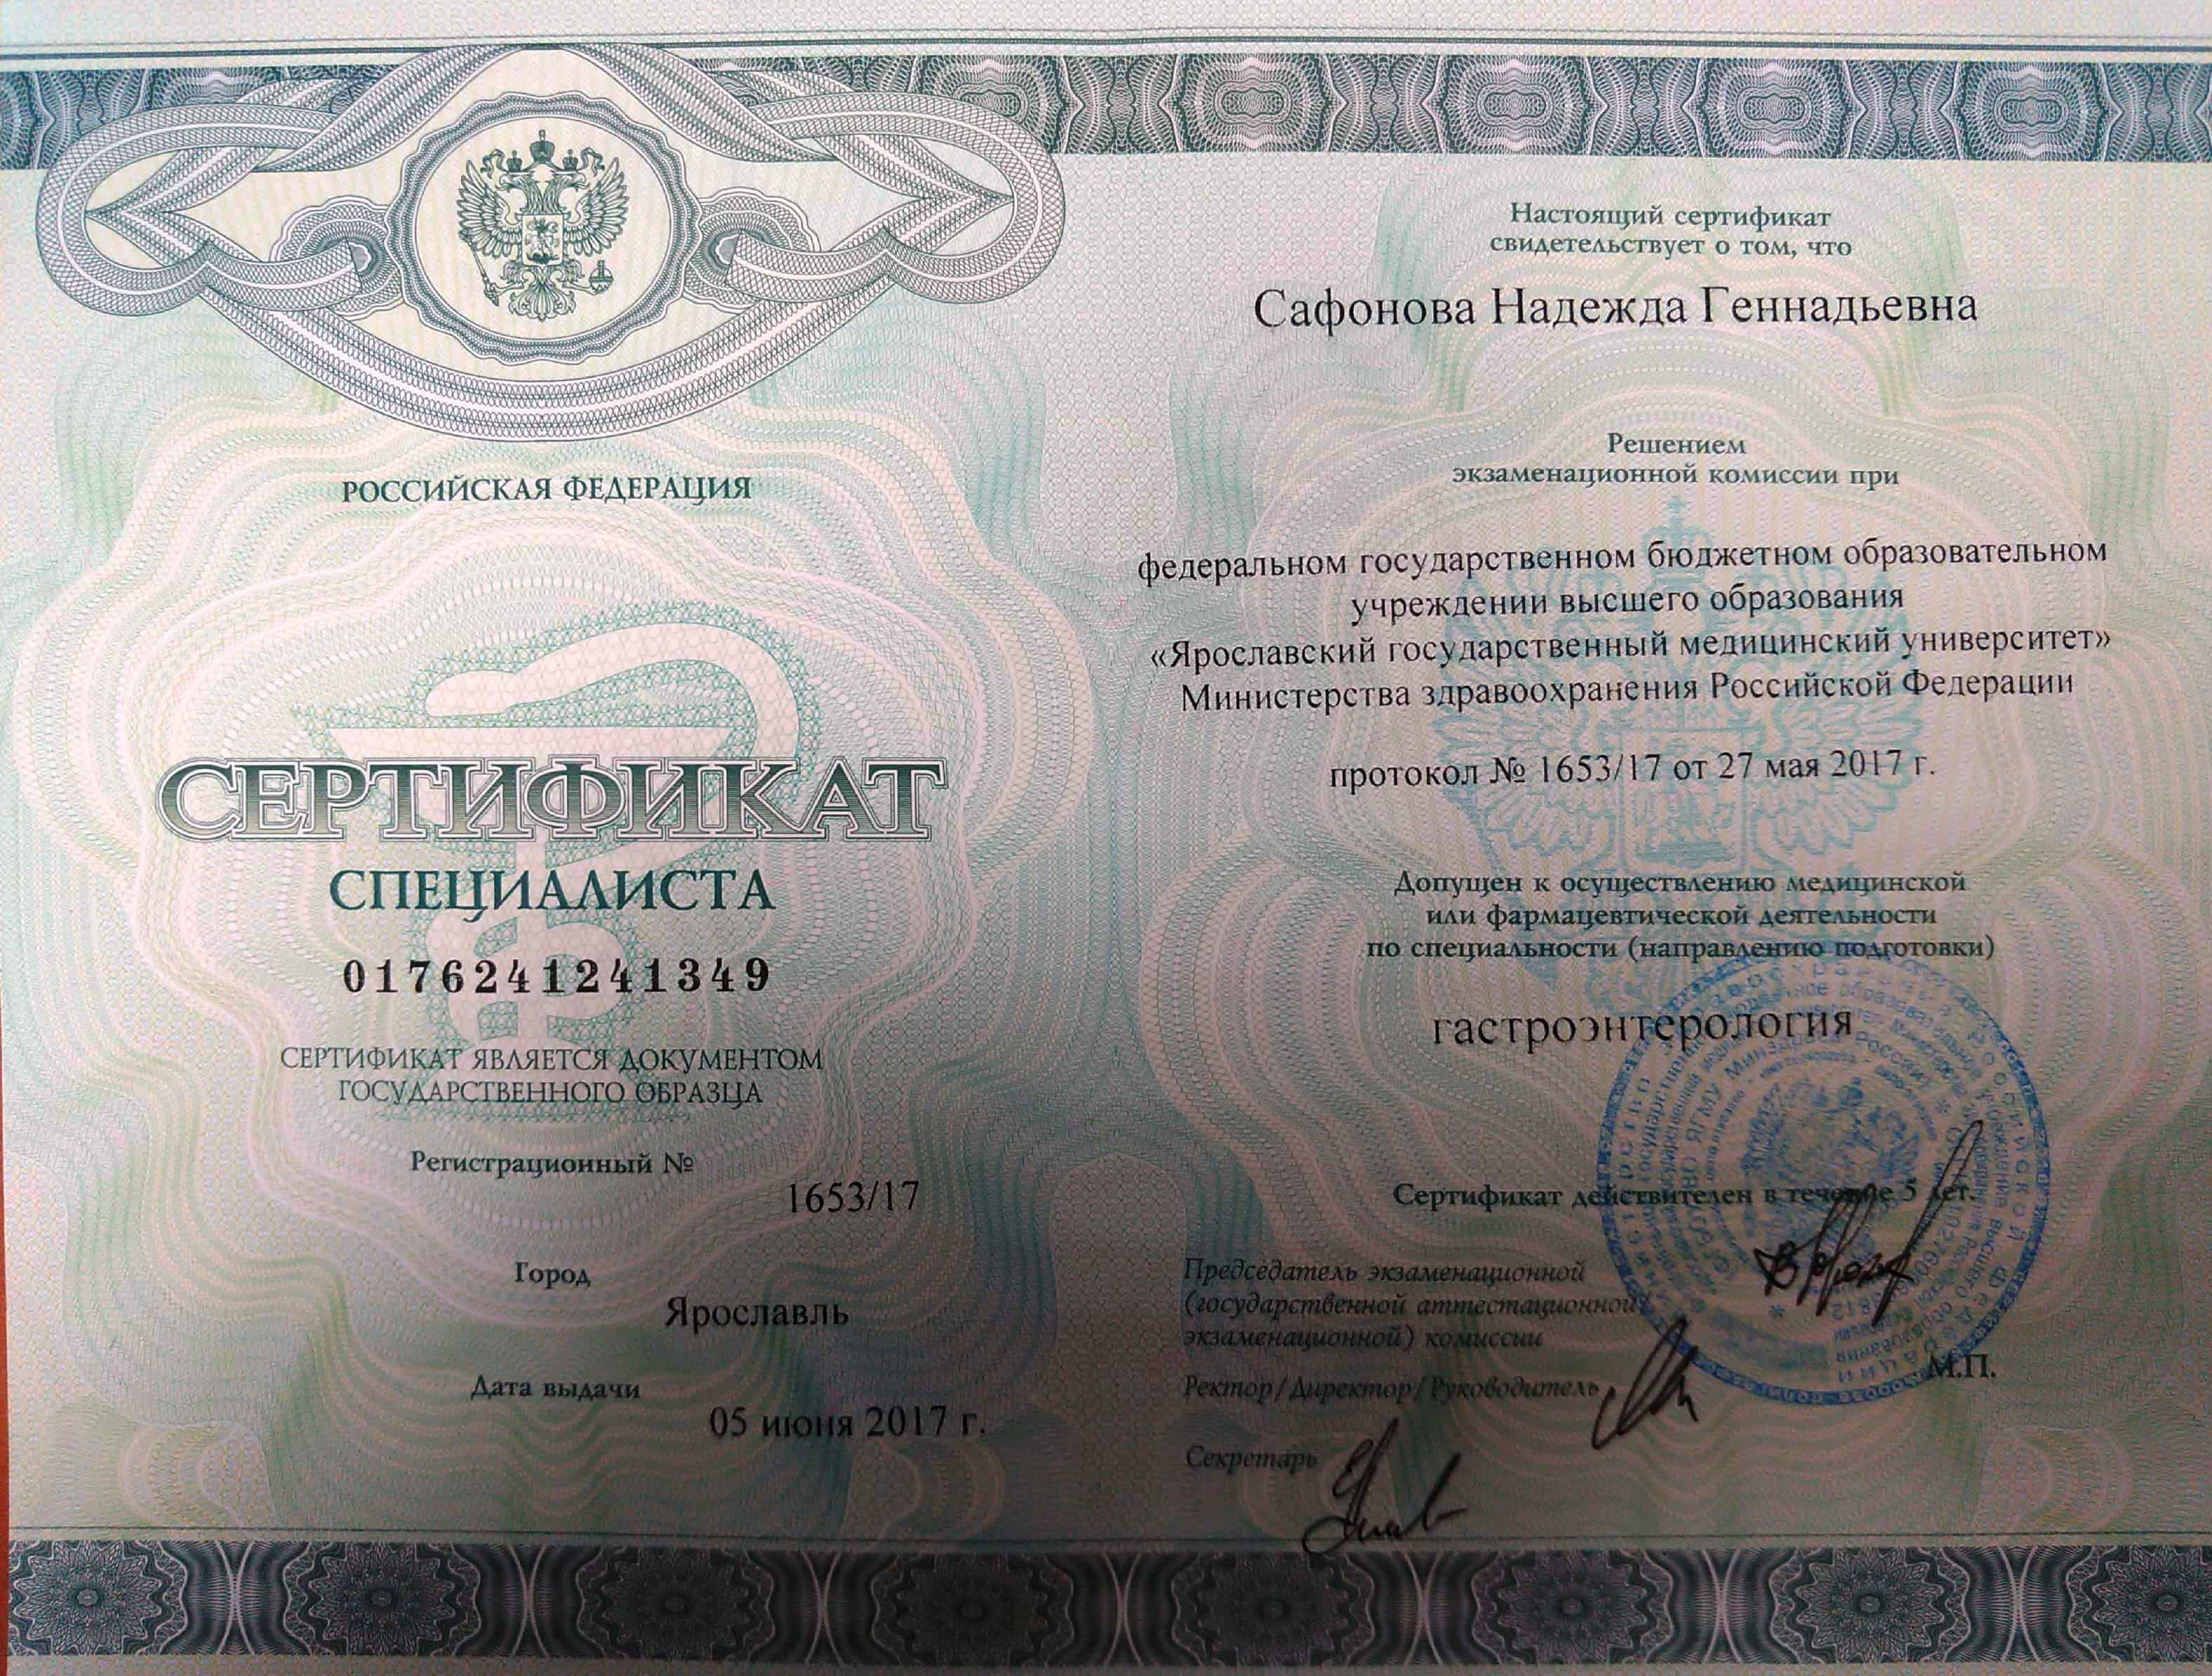 РОССИЙСКАЯ ФЕДЕРАЦИЯ
СЕРТИФИКАТ
СПЕЦИАЛИСТА
0176241241349
СЕРТИФИКАТ ЯВЛЯЕТСЯ ДОКУМЕНТОМ
ГОСУДАРСТВЕННОГО ОБРАЗЦА
Регистрационный №
1653/17
Город
Ярославль
Дата выдачи
05 июня 2017 г.
Настоящий сертификат
свидетельствует о том, что
Сафонова Надежда Геннадьевна
Решением
экзаменационной комиссии при
федеральном государственном бюджетном образовательном
учреждении высшего образования
«Ярославский государственный медицинский университет»
Министерства здравоохранения Российской Федерации
протокол № 1653/17 от 27 мая 2017 г.
Допущен к осуществлению медицинской
или фармацевтической деятельности
по специальности (направлению подготовки)
гастроэнтерология
Сертификат действителен в течение 5 лет.
Председатель экзаменационной
(государственной аттестационной,
экзаменационной) комиссии
Ректор/Директор/Руководитель
Секретарь
М.П.